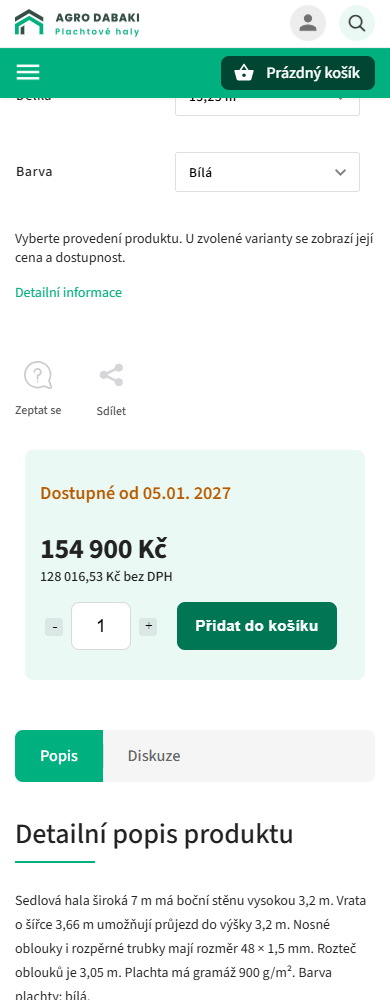 AGRO DABAKI
Plachtové haly
Prázdný košík
Délka
15,25 m
Barva
Bílá
Vyberte provedení produktu. U zvolené varianty se zobrazí její
cena a dostupnost.
Detailní informace
Zeptat se
Sdílet
Dostupné od 05.01. 2027
154 900 Kč
128 016,53 Kč bez DPH
-
1
+
Přidat do košíku
Popis
Diskuze
Detailní popis produktu
Sedlová hala široká 7 m má boční stěnu vysokou 3,2 m. Vrata
o šířce 3,66 m umožňují průjezd do výšky 3,2 m. Nosné
oblouky i rozpěrné trubky mají rozměr 48 × 1,5 mm. Rozteč
oblouků je 3,05 m. Plachta má gramáž 900 g/m². Barva
plachty: bílá.